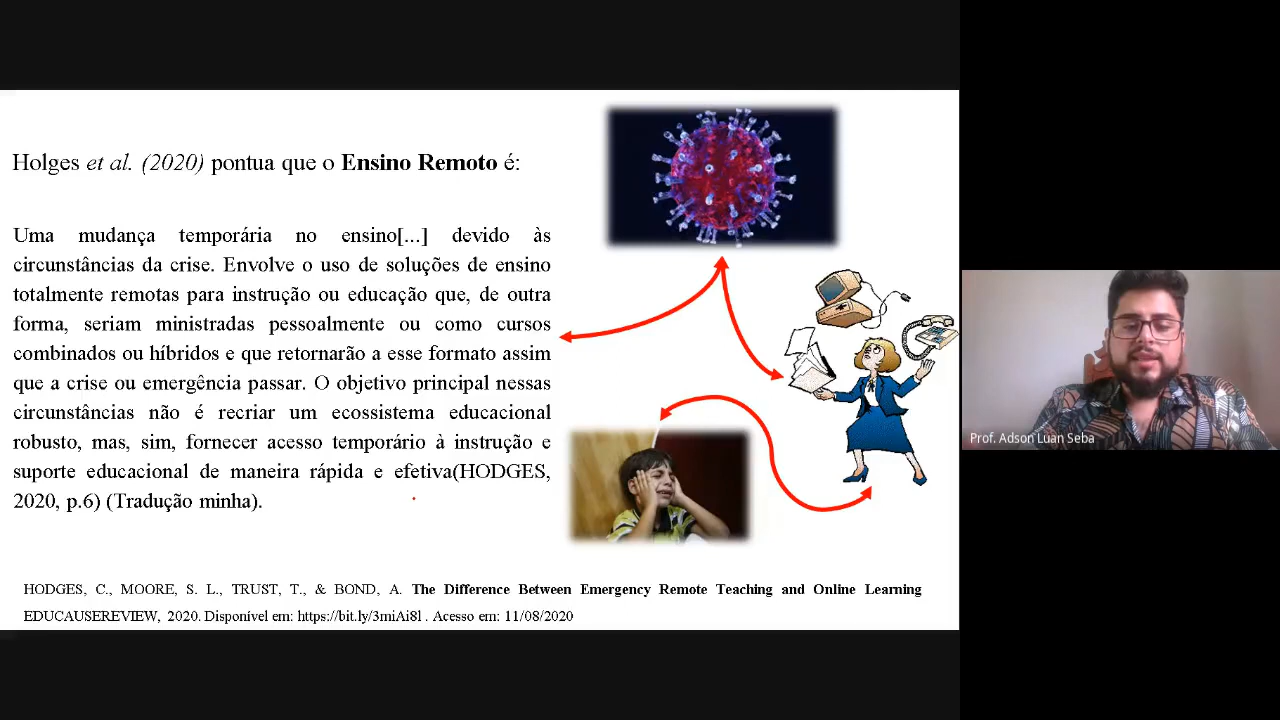 Holges et al. (2020) pontua que o Ensino Remoto é:
Uma mudança temporária no ensino[...] devido às
circunstâncias da crise. Envolve o uso de soluções de ensino
totalmente remotas para instrução ou educação que, de outra
forma, seriam ministradas pessoalmente ou como cursos
combinados ou híbridos e que retornarão a esse formato assim
que a crise ou emergência passar. O objetivo principal nessas
circunstâncias não é recriar um ecossistema educacional
robusto, mas, sim, fornecer acesso temporário à instrução e
suporte educacional de maneira rápida e efetiva(HODGES,
2020, p.6) (Tradução minha).
HODGES, C., MOORE, S. L., TRUST, T., & BOND, A. The Difference Between Emergency Remote Teaching and Online Learning
EDUCAUSEREVIEW, 2020. Disponível em: https://bit.ly/3miAi8l . Acesso em: 11/08/2020
Prof. Adson Luan Seba